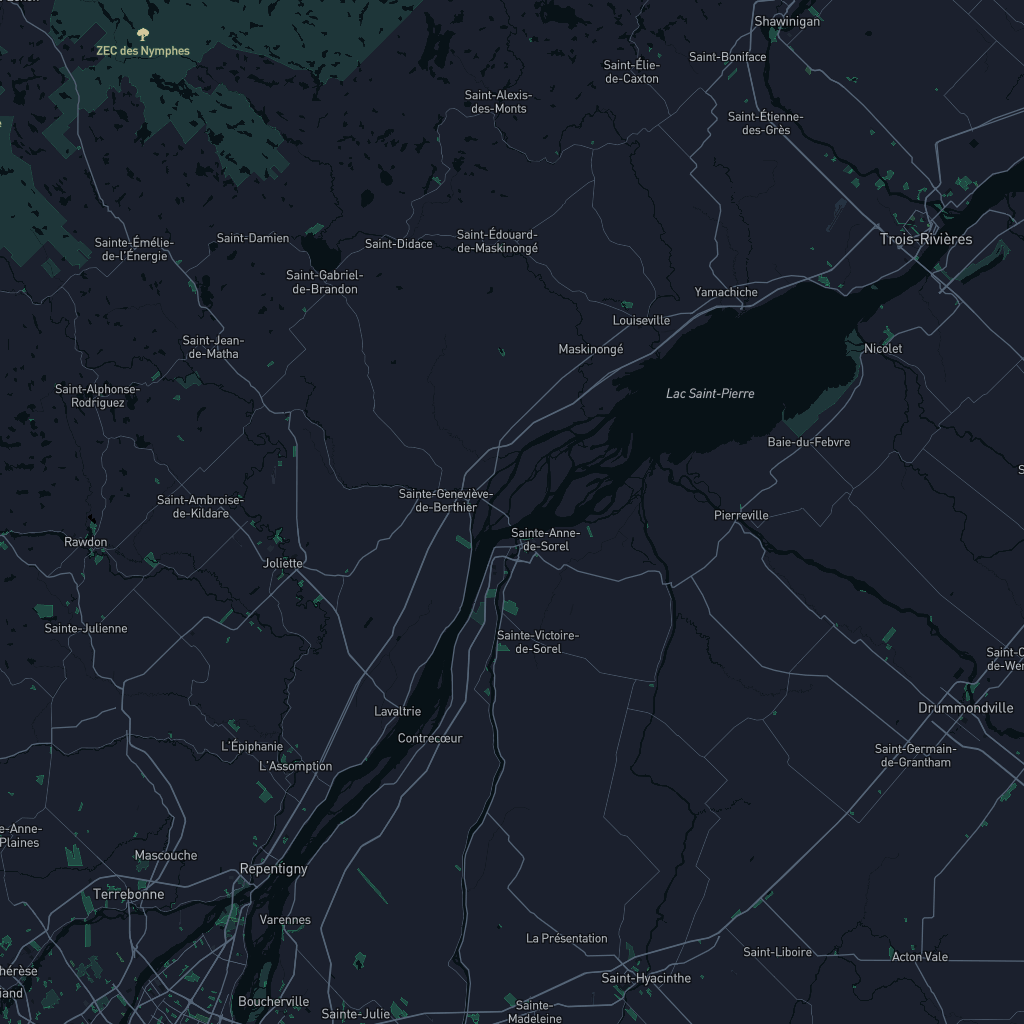 Shawinigan
ZEC des Nymphes
Saint-Boniface
Saint-Élie-
de-Caxton
Saint-Alexis-
des-Monts
Saint-Étienne-
des-Grès
Sainte-Émélie-
de-l'Énergie
Saint-Damien
Saint-Didace
Saint-Édouard-
de-Maskinongé
Trois-Rivières
Saint-Gabriel-
de-Brandon
Yamachiche
Louiseville
Saint-Jean-
de-Matha
Maskinongé
Nicolet
Saint-Alphonse-
Rodriguez
Lac Saint-Pierre
Baie-du-Febvre
Saint-Ambroise-
de-Kildare
Sainte-Geneviève-
de-Berthier
Pierreville
Rawdon
Sainte-Anne-
de-Sorel
Joliette
Sainte-Julienne
Sainte-Victoire-
de-Sorel
Saint-C
de-Wen
Lavaltrie
Drummondville
Contrecœur
L'Épiphanie
Saint-Germain-
de-Grantham
L'Assomption
e-Anne-
Plaines
Mascouche
Repentigny
Terrebonne
Varennes
La Présentation
Saint-Liboire
Acton Vale
hérèse
iand
Saint-Hyacinthe
Boucherville
Sainte-Julie
Sainte-
Madeleine